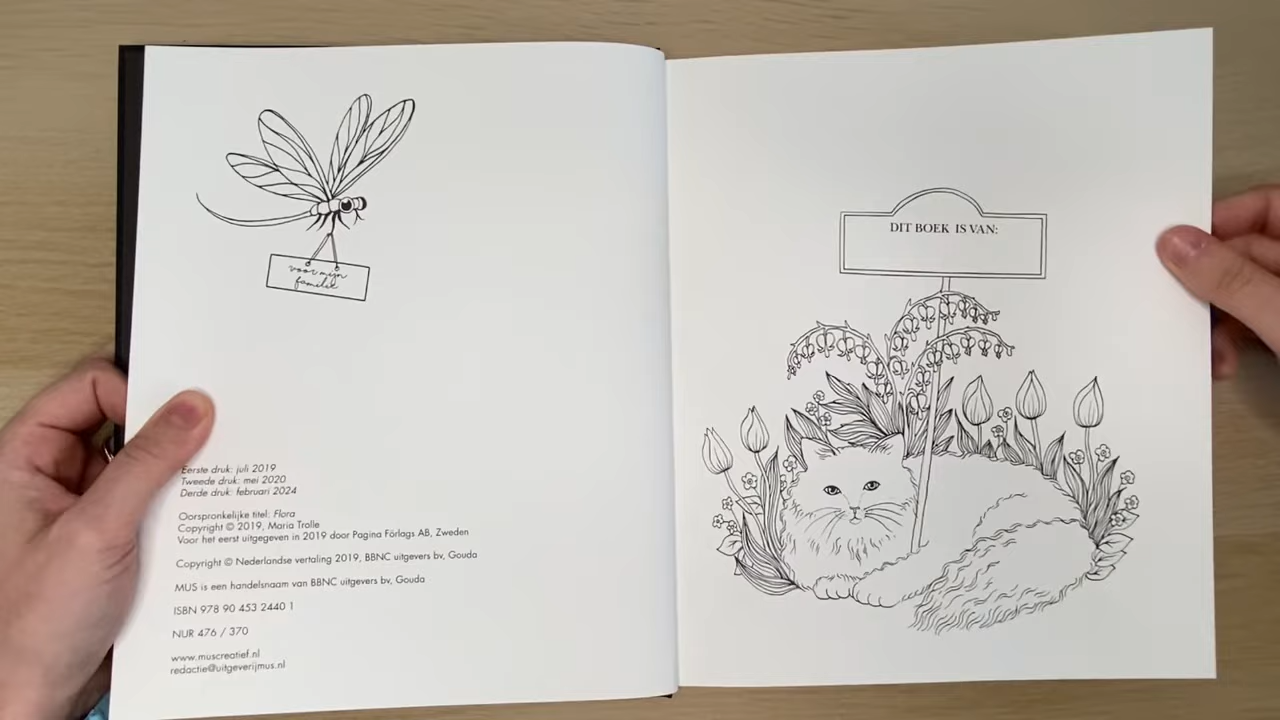 voor mijn
familie
Eerste druk: juli 2019
Tweede druk: mei 2020
Derde druk: februari 2024
Oorspronkelijke titel: Flora
Copyright © 2019, Maria Trolle
Voor het eerst uitgegeven in 2019 door Pagina Förlags AB, Zweden
Copyright © Nederlandse vertaling 2019, BBNC uitgevers bv, Gouda
MUS is een handelsnaam van BBNC uitgevers bv, Gouda
ISBN 978 90 453 2440 1
NUR 476 / 370
www.muscreatief.nl
redactie@uitgeverijmus.nl
DIT BOEK IS VAN: